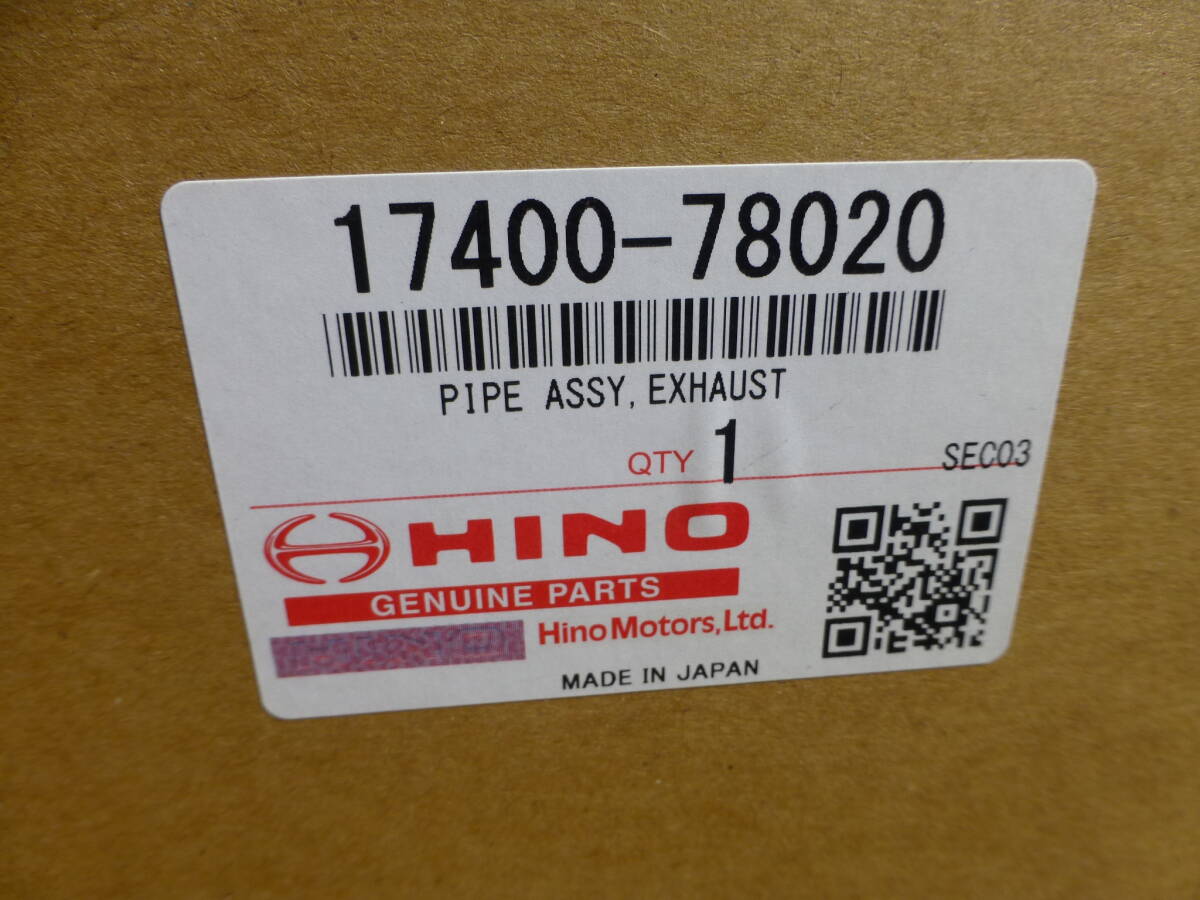 17400-78020
PIPE ASSY,EXHAUST
QTY 1
SEC03
HINO
GENUINE PARTS
Hino Motors,Ltd.
MADE IN JAPAN